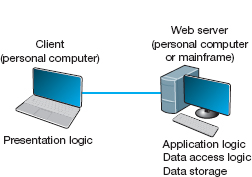 Client
(personal computer)
Web server
(personal computer
or mainframe)
Presentation logic
Application logic
Data access logic
Data storage